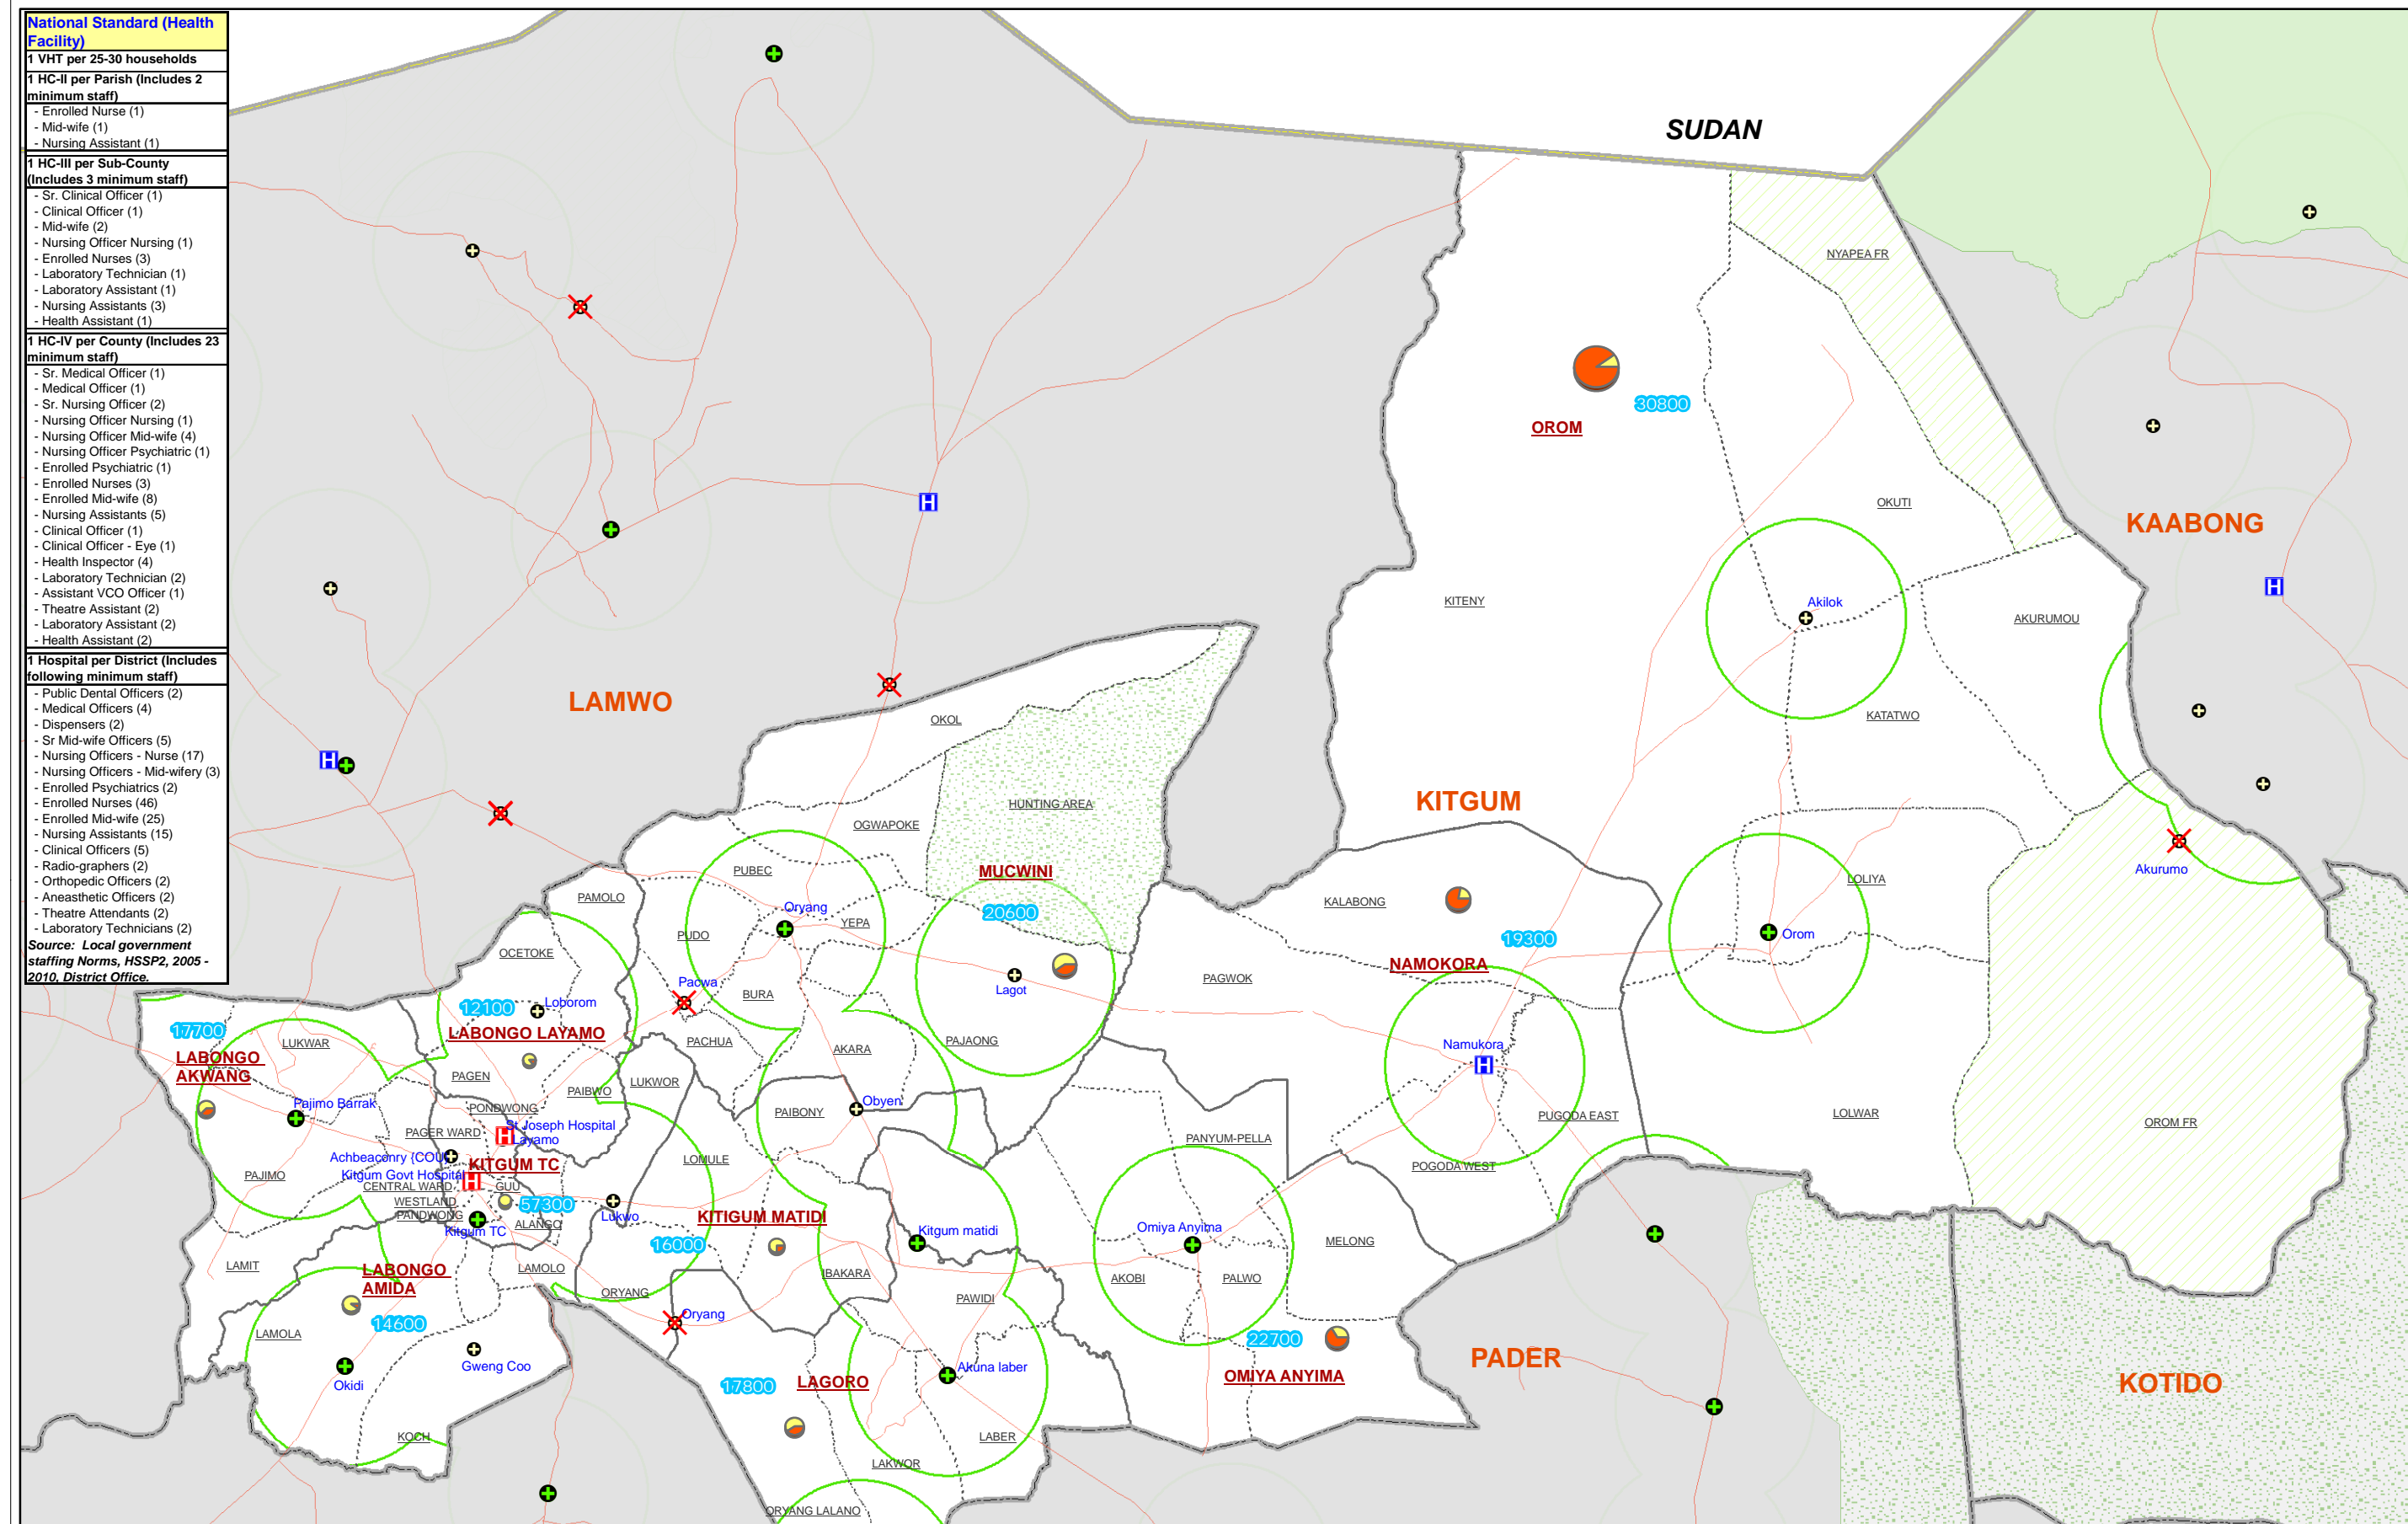 National Standard (Health
Facility)
1 VHT per 25-30 households
1 HC-II per Parish (Includes 2
minimum staff)
- Enrolled Nurse (1)
- Mid-wife (1)
- Nursing Assistant (1)
1 HC-III per Sub-County
(Includes 3 minimum staff)
- Sr. Clinical Officer (1)
- Clinical Officer (1)
- Mid-wife (2)
- Nursing Officer Nursing (1)
- Enrolled Nurses (3)
- Laboratory Technician (1)
- Laboratory Assistant (1)
- Nursing Assistants (3)
- Health Assistant (1)
1 HC-IV per County (Includes 23
minimum staff)
- Sr. Medical Officer (1)
- Medical Officer (1)
- Sr. Nursing Officer (2)
- Nursing Officer Nursing (1)
- Nursing Officer Mid-wife (4)
- Nursing Officer Psychiatric (1)
- Enrolled Psychiatric (1)
- Enrolled Nurses (3)
- Enrolled Mid-wife (8)
- Nursing Assistants (5)
- Clinical Officer (1)
- Clinical Officer - Eye (1)
- Health Inspector (4)
- Laboratory Technician (2)
- Assistant VCO Officer (1)
- Theatre Assistant (2)
- Laboratory Assistant (2)
- Health Assistant (2)
1 Hospital per District (Includes
following minimum staff)
- Public Dental Officers (2)
- Medical Officers (4)
- Dispensers (2)
- Sr Mid-wife Officers (5)
- Nursing Officers - Nurse (17)
- Nursing Officers - Mid-wifery (3)
- Enrolled Psychiatrics (2)
- Enrolled Nurses (46)
- Enrolled Mid-wife (25)
- Nursing Assistants (15)
- Clinical Officers (5)
- Radio-graphers (2)
- Orthopedic Officers (2)
- Aneasthetic Officers (2)
- Theatre Attendants (2)
- Laboratory Technicians (2)
Source: Local government
staffing Norms, HSSP2, 2005 -
2010, District Office.
SUDAN
NYAPEA FR
30800
OROM
OKUTI
KAABONG
KITENY
Akilok
AKURUMOU
LAMWO
OKOL
KATATWO
HUNTING AREA
KITGUM
OGWAPOKE
PUBEC
MUCWINI
Akurumo
LOLIYA
PAMOLO
KALABONG
Oryang
20600
YEPA
PUDO
19300
Orom
OCETOKE
NAMOKORA
PAGWOK
Pacwa
BURA
Lagot
Loborom
12100
17700
LABONGO LAYAMO
LUKWAR
PACHUA
AKARA
PAJAONG
Namukora
LABONGO
AKWANG
PAGEN
LUKWOR
PAIBWO
Pajimo Barrak
PONDWONG
PAIBONY
Obyen
PUGODA EAST
LOLWAR
OROM FR
St Joseph Hospital
Layamo
PAGER WARD
PANYUM-PELLA
Achbeaconry {COU}
KITGUM TC
LOMULE
POGODA WEST
PAJIMO
Kitgum Govt Hospital
CENTRAL WARD
GUU
WESTLAND
57300
PANDWONG
ALANGO
Lukwo
KITIGUM MATIDI
Kitgum TC
Kitgum matidi
Omiya Anyima
16000
MELONG
LAMIT
LABONGO
AMIDA
LAMOLO
IBAKARA
AKOBI
PALWO
ORYANG
PAWIDI
Oryang
14600
LAMOLA
22700
PADER
Gweng Coo
Akuna laber
OMIYA ANYIMA
KOTIDO
Okidi
17800
LAGORO
KOCH
LABER
LAKWOR
ORYANG LALANO